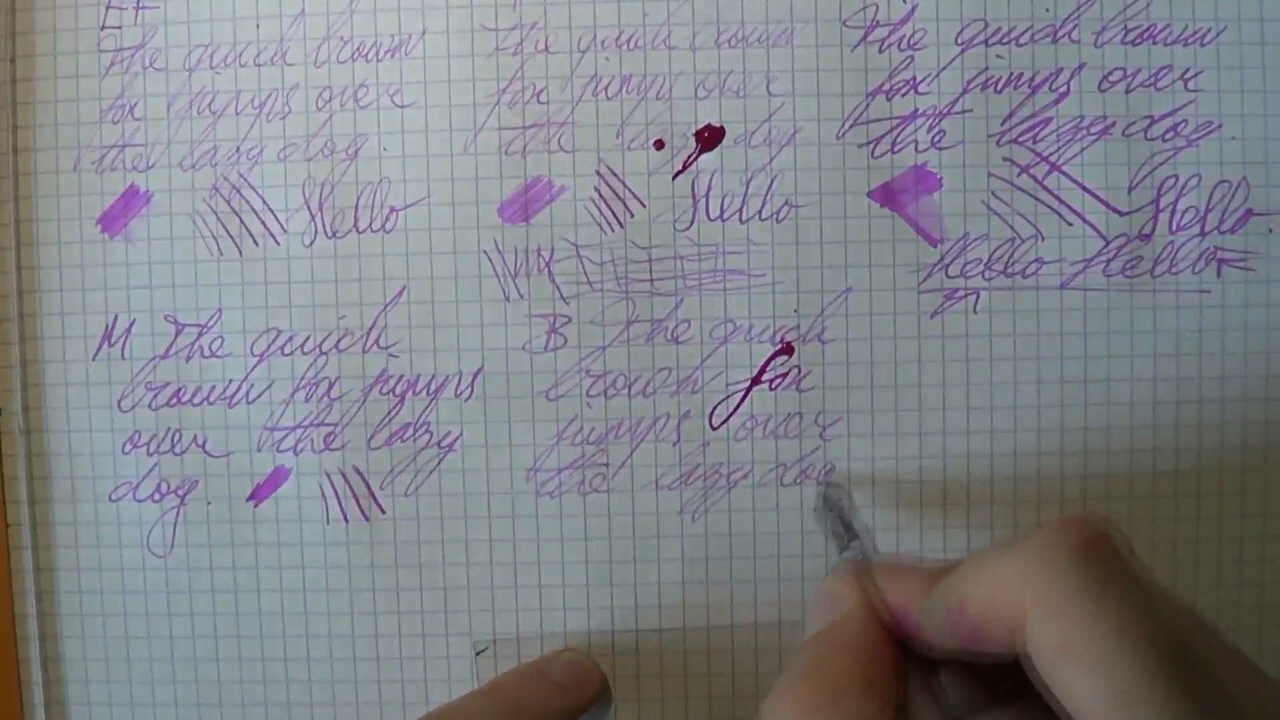 EF
The quick brown
fox jumps over
the lazy dog.
Hello
The quick brown
fox jumps over
the lazy dog
Hello
The quick brown
fox jumps over
the lazy dog.
Hello
Hello Hello
M The quick
brown fox jumps
over the lazy
dog.
B The quick
brown fox
jumps over
the lazy dog